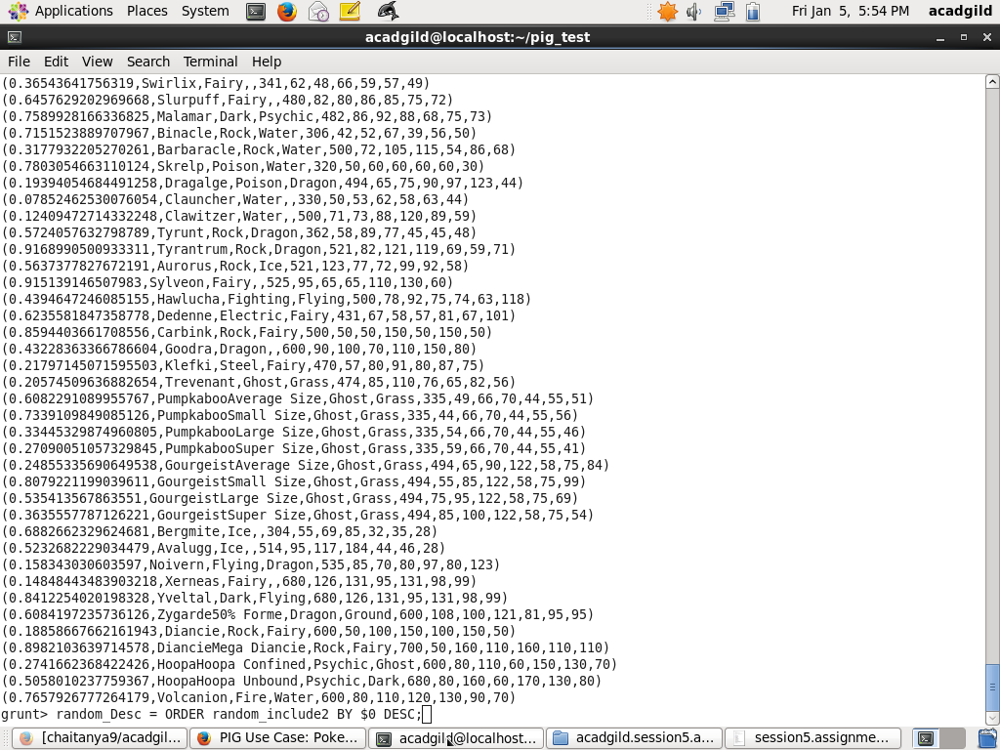 Applications Places System Fri Jan 5, 5:54 PM acadgild
acadgild@localhost:~/pig_test
File Edit View Search Terminal Help
(0.36543641756319,Swirlix,Fairy,,341,62,48,66,59,57,49)
(0.6457629202969668,Slurpuff,Fairy,,480,82,80,86,85,75,72)
(0.7589928166336825,Malamar,Dark,Psychic,482,86,92,88,68,75,73)
(0.7151523889707967,Binacle,Rock,Water,306,42,52,67,39,56,50)
(0.3177932205270261,Barbaracle,Rock,Water,500,72,105,115,54,86,68)
(0.7803054663110124,Skrelp,Poison,Water,320,50,60,60,60,60,30)
(0.19394054684491258,Dragalge,Poison,Dragon,494,65,75,90,97,123,44)
(0.07852462530076054,Clauncher,Water,,330,50,53,62,58,63,44)
(0.12409472714332248,Clawitzer,Water,,500,71,73,88,120,89,59)
(0.5724057632798789,Tyrunt,Rock,Dragon,362,58,89,77,45,45,48)
(0.9168990500933311,Tyrantrum,Rock,Dragon,521,82,121,119,69,59,71)
(0.5637377827672191,Aurorus,Rock,Ice,521,123,77,72,99,92,58)
(0.915139146507983,Sylveon,Fairy,,525,95,65,65,110,130,60)
(0.4394647246085155,Hawlucha,Fighting,Flying,500,78,92,75,74,63,118)
(0.6235581847358778,Dedenne,Electric,Fairy,431,67,58,57,81,67,101)
(0.8594403661708556,Carbink,Rock,Fairy,500,50,50,150,50,150,50)
(0.43228363366786604,Goodra,Dragon,,600,90,100,70,110,150,80)
(0.21797145071595503,Klefki,Steel,Fairy,470,57,80,91,80,87,75)
(0.20574509636882654,Trevenant,Ghost,Grass,474,85,110,76,65,82,56)
(0.6082291089955767,PumpkabooAverage Size,Ghost,Grass,335,49,66,70,44,55,51)
(0.7339109849085126,PumpkabooSmall Size,Ghost,Grass,335,44,66,70,44,55,56)
(0.33445329874960805,PumpkabooLarge Size,Ghost,Grass,335,54,66,70,44,55,46)
(0.27090051057329845,PumpkabooSuper Size,Ghost,Grass,335,59,66,70,44,55,41)
(0.24855335690649538,GourgeistAverage Size,Ghost,Grass,494,65,90,122,58,75,84)
(0.8079221199039611,GourgeistSmall Size,Ghost,Grass,494,55,85,122,58,75,99)
(0.535413567863551,GourgeistLarge Size,Ghost,Grass,494,75,95,122,58,75,69)
(0.3635557787126221,GourgeistSuper Size,Ghost,Grass,494,85,100,122,58,75,54)
(0.6882662329624681,Bergmite,Ice,,304,55,69,85,32,35,28)
(0.5232682229034479,Avalugg,Ice,,514,95,117,184,44,46,28)
(0.158343030603597,Noivern,Flying,Dragon,535,85,70,80,97,80,123)
(0.14848443483903218,Xerneas,Fairy,,680,126,131,95,131,98,99)
(0.8412254020198328,Yveltal,Dark,Flying,680,126,131,95,131,98,99)
(0.6084197235736126,Zygarde50% Forme,Dragon,Ground,600,108,100,121,81,95,95)
(0.18858667662161943,Diancie,Rock,Fairy,600,50,100,150,100,150,50)
(0.8982103639714578,DiancieMega Diancie,Rock,Fairy,700,50,160,110,160,110,110)
(0.2741662368422426,HoopaHoopa Confined,Psychic,Ghost,600,80,110,60,150,130,70)
(0.5058010237759367,HoopaHoopa Unbound,Psychic,Dark,680,80,160,60,170,130,80)
(0.7657926777264179,Volcanion,Fire,Water,600,80,110,120,130,90,70)
grunt> random_Desc = ORDER random_include2 BY $0 DESC;
[chaitanya9/acadgil... PIG Use Case: Poke... acadgild@localhost... acadgild.session5.a... session5.assignme...